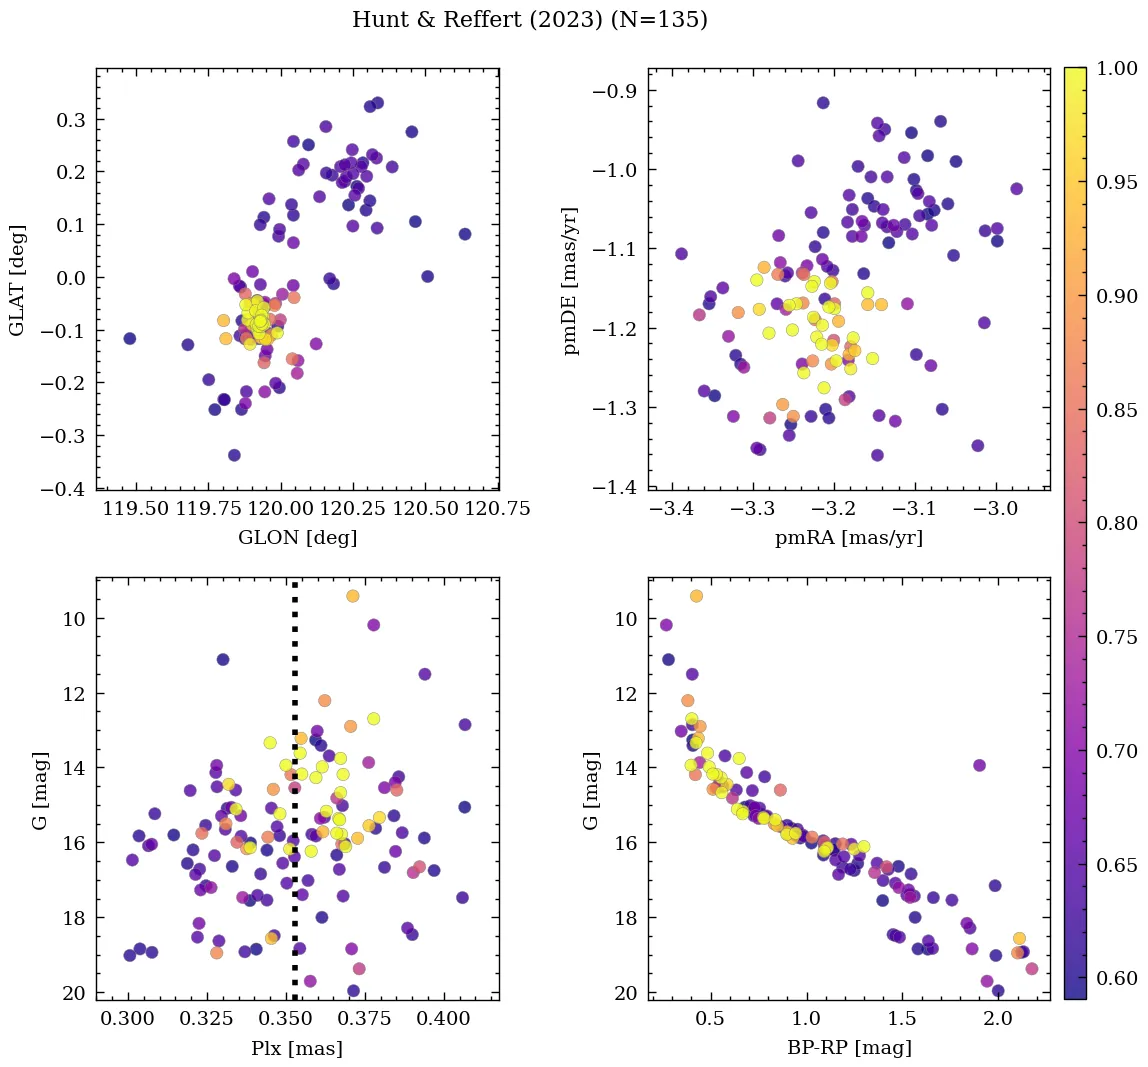 Hunt & Reffert (2023) (N=135)
0.3
0.2
0.1
0.0
−0.1
−0.2
−0.3
−0.4
GLAT [deg]
119.50 119.75 120.00 120.25 120.50 120.75
GLON [deg]
−0.9
−1.0
−1.1
−1.2
−1.3
−1.4
pmDE [mas/yr]
−3.4 −3.3 −3.2 −3.1 −3.0
pmRA [mas/yr]
10
12
14
16
18
20
G [mag]
0.300 0.325 0.350 0.375 0.400
Plx [mas]
10
12
14
16
18
20
G [mag]
0.5 1.0 1.5 2.0
BP-RP [mag]
1.00
0.95
0.90
0.85
0.80
0.75
0.70
0.65
0.60